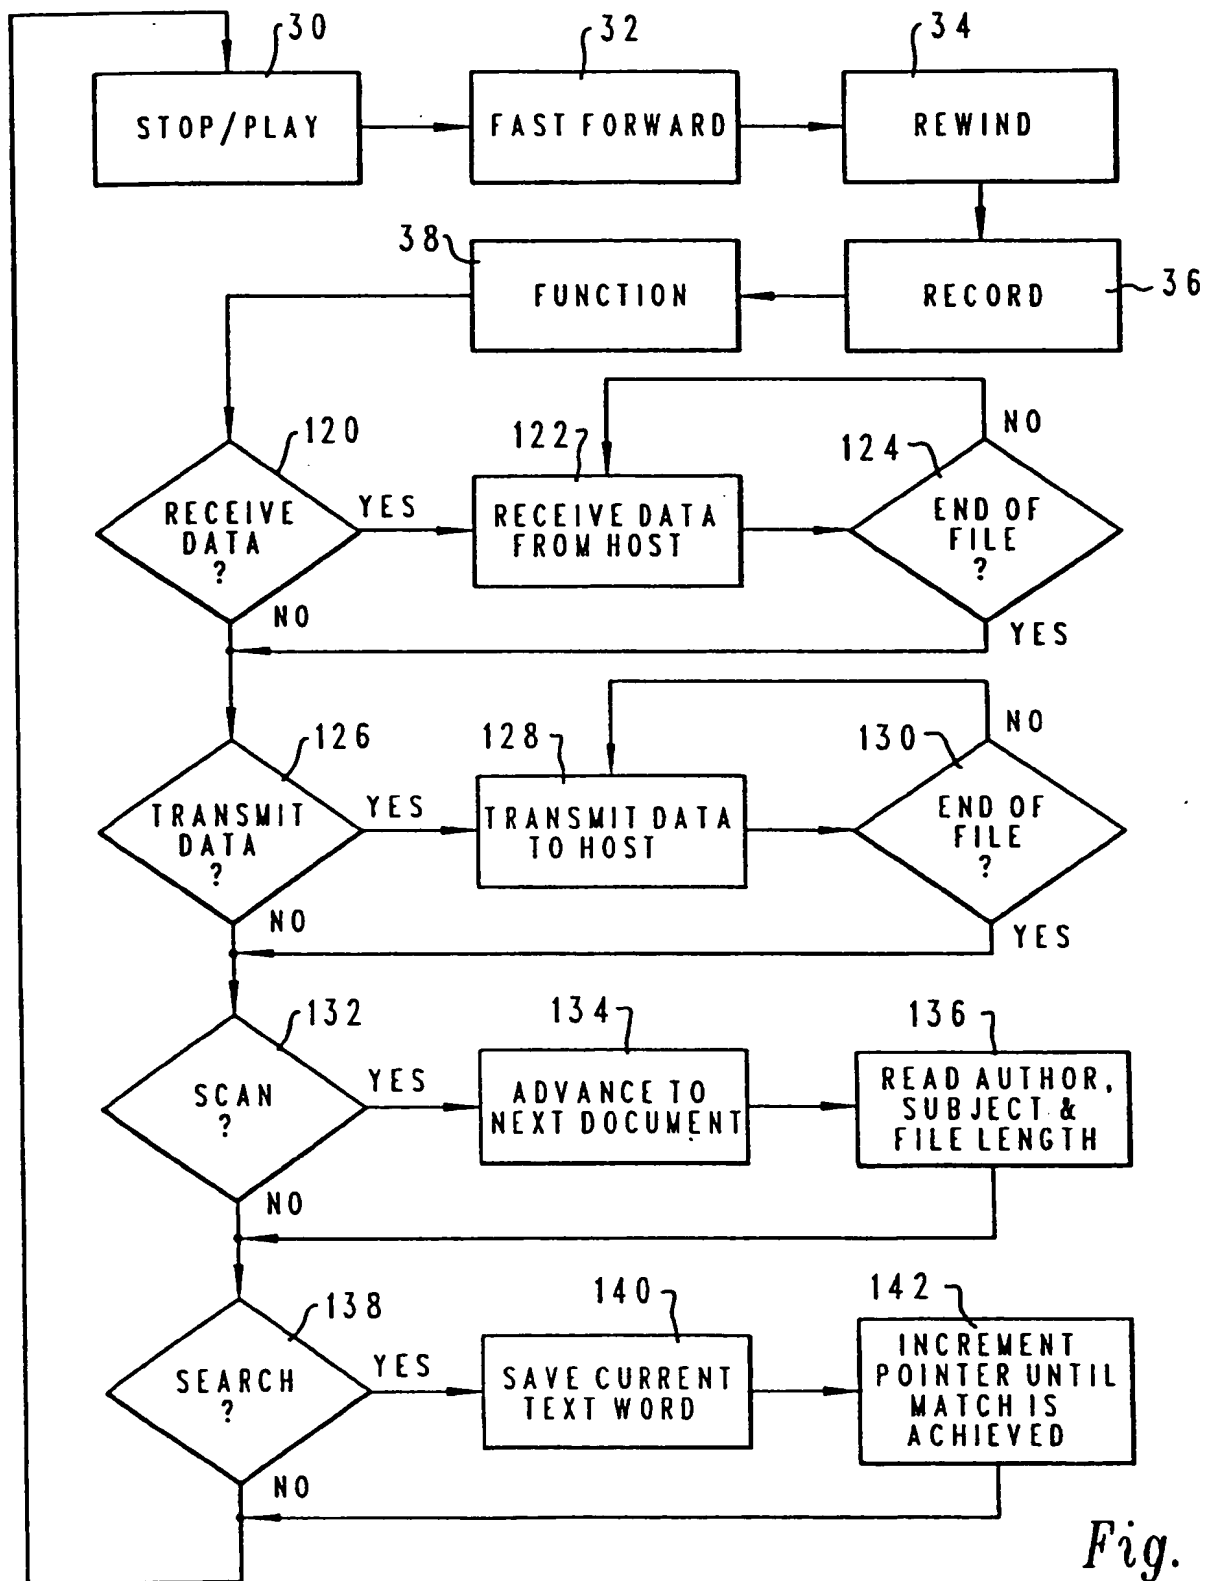 30
32
34
STOP/PLAY
FAST FORWARD
REWIND
38
FUNCTION
RECORD
36
120
RECEIVE
DATA
?
YES
NO
122
RECEIVE DATA
FROM HOST
124
END OF
FILE
?
NO
YES
126
TRANSMIT
DATA
?
YES
NO
128
TRANSMIT DATA
TO HOST
130
END OF
FILE
?
NO
YES
132
SCAN
?
YES
NO
134
ADVANCE TO
NEXT DOCUMENT
136
READ AUTHOR,
SUBJECT &
FILE LENGTH
138
SEARCH
?
YES
NO
140
SAVE CURRENT
TEXT WORD
142
INCREMENT
POINTER UNTIL
MATCH IS
ACHIEVED
Fig.